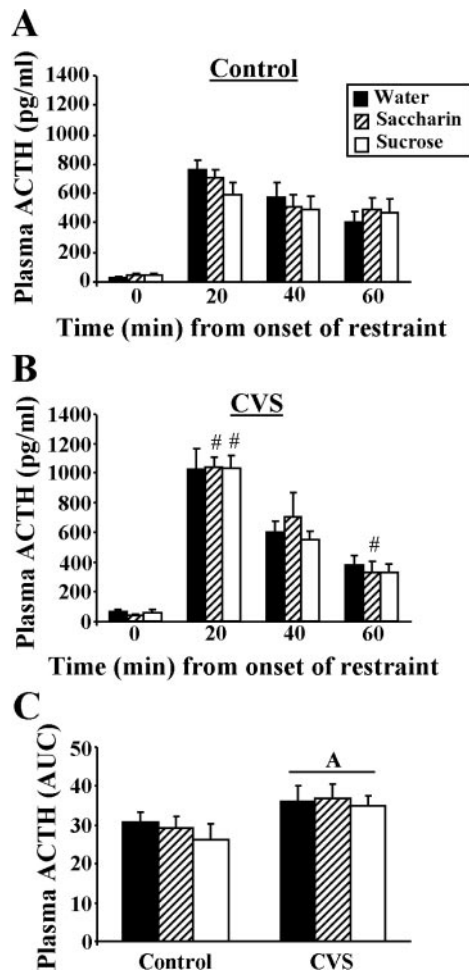 A
Control
Plasma ACTH (pg/ml)
1400
1200
1000
800
600
400
200
0
Water
Saccharin
Sucrose
0 20 40 60
Time (min) from onset of restraint
B
CVS
Plasma ACTH (pg/ml)
1400
1200
1000
800
600
400
200
0
# #
#
0 20 40 60
Time (min) from onset of restraint
C
Plasma ACTH (AUC)
50
40
30
20
10
0
A
Control CVS